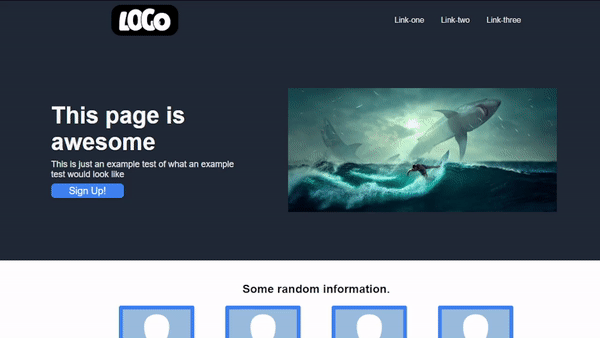 LOGO
Link-one
Link-two
Link-three
This page is
awesome
This is just an example test of what an example
test would look like
Sign Up!
Some random information.